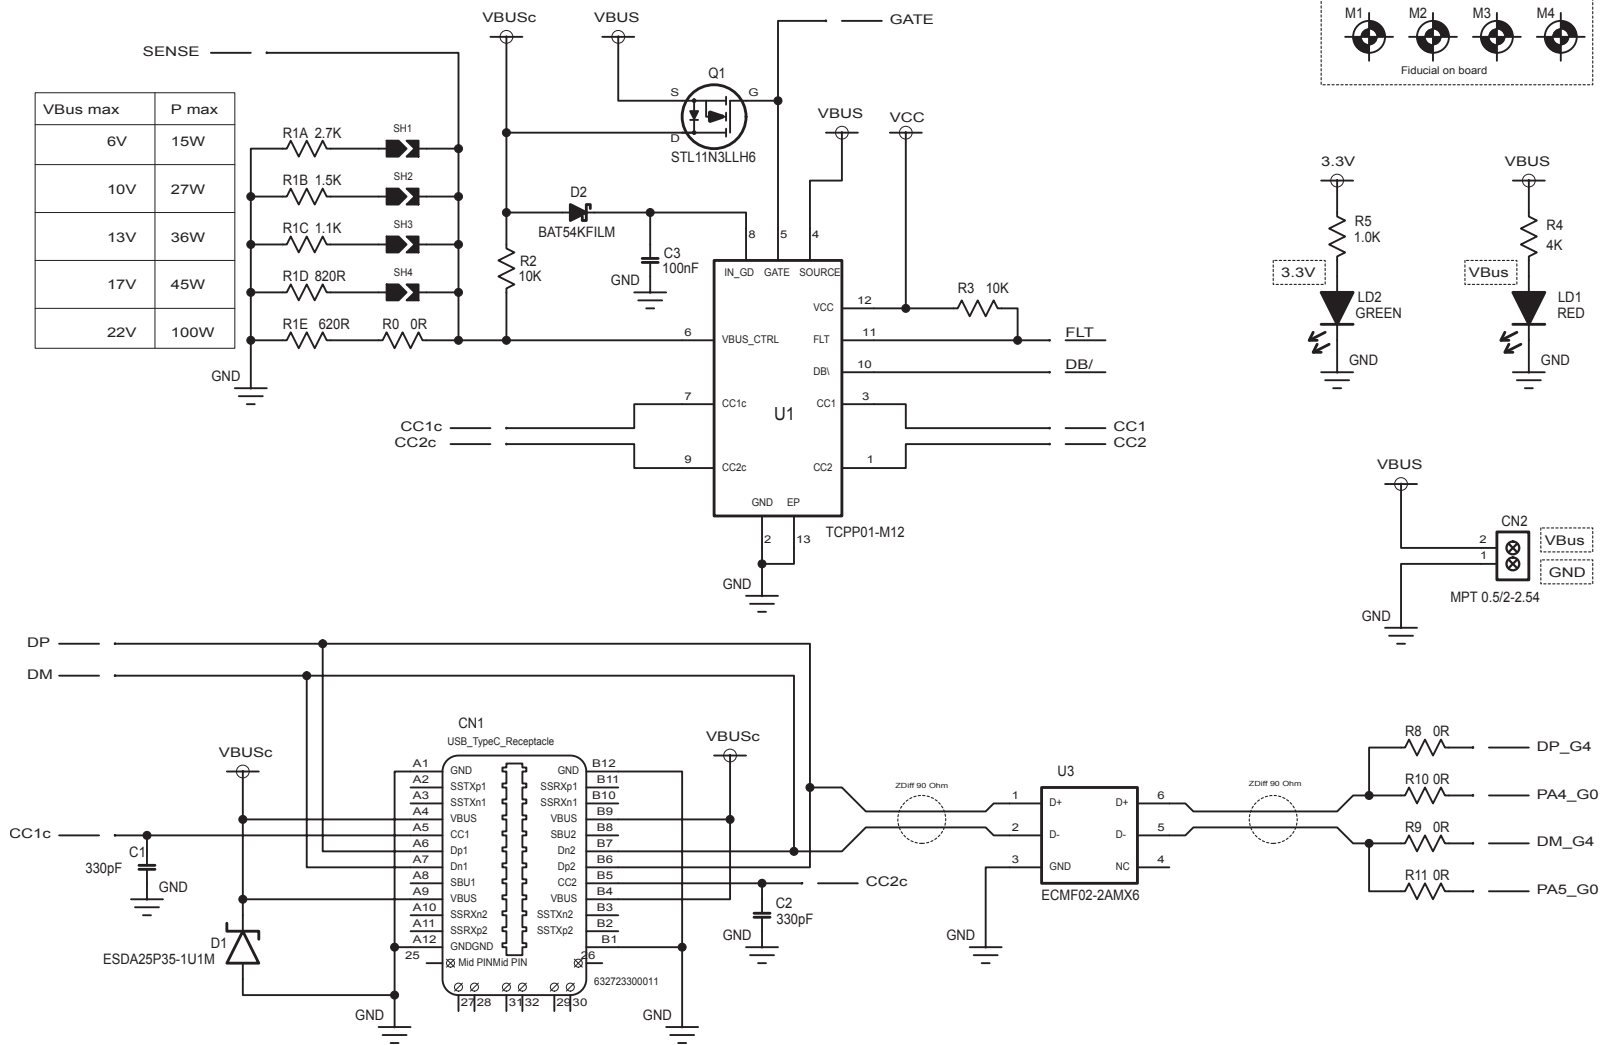 VBUSc
VBUS
GATE
M1 M2 M3 M4
Fiducial on board
SENSE
Q1
S G
D
STL11N3LLH6
VBus max P max
6V 15W
10V 27W
13V 36W
17V 45W
22V 100W
R1A 2.7K SH1
R1B 1.5K SH2
R1C 1.1K SH3
R1D 820R SH4
R1E 620R R0 0R
GND
D2
BAT54KFILM
R2
10K
C3
100nF
GND
VBUS
VCC
8 5 4
IN_GD GATE SOURCE
VCC 12
R3 10K
6 VBUS_CTRL
FLT 11
FLT
DB\ 10
DB/
7 CC1c
CC1 3
U1
CC1c
CC2c
CC1
CC2
9 CC2c
CC2 1
GND EP
TCPP01-M12
2 13
GND
3.3V
R5
1.0K
3.3V
LD2
GREEN
GND
VBUS
R4
4K
VBus
LD1
RED
GND
VBUS
CN2
2
1
VBus
GND
MPT 0.5/2-2.54
GND
DP
DM
CN1
USB_TypeC_Receptacle
VBUSc
VBUSc
A1 GND GND B12
A2 SSTXp1 SSRXp1 B11
A3 SSTXn1 SSRXn1 B10
A4 VBUS VBUS B9
A5 CC1 SBU2 B8
A6 Dp1 Dn2 B7
A7 Dn1 Dp2 B6
A8 SBU1 CC2 B5
A9 VBUS VBUS B4
A10 SSRXn2 SSTXn2 B3
A11 SSRXp2 SSTXp2 B2
A12 GNDGND B1
25 Mid PINMid PIN 26
632723300011
27 28 31 32 29 30
CC1c
C1
330pF
GND
D1
ESDA25P35-1U1M
GND
GND
CC2c
C2
330pF
GND
ZDiff 90 Ohm
U3
1 D+ D+ 6
2 D- D- 5
3 GND NC 4
ECMF02-2AMX6
GND
ZDiff 90 Ohm
R8 0R DP_G4
R10 0R PA4_G0
R9 0R DM_G4
R11 0R PA5_G0